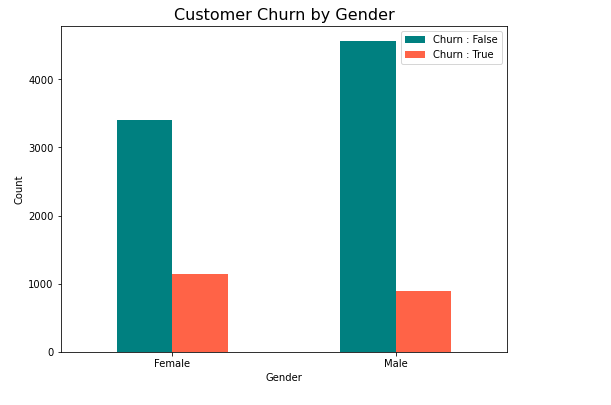 Customer Churn by Gender
Churn : False
Churn : True
4000
3000
2000
1000
0
Count
Female
Male
Gender